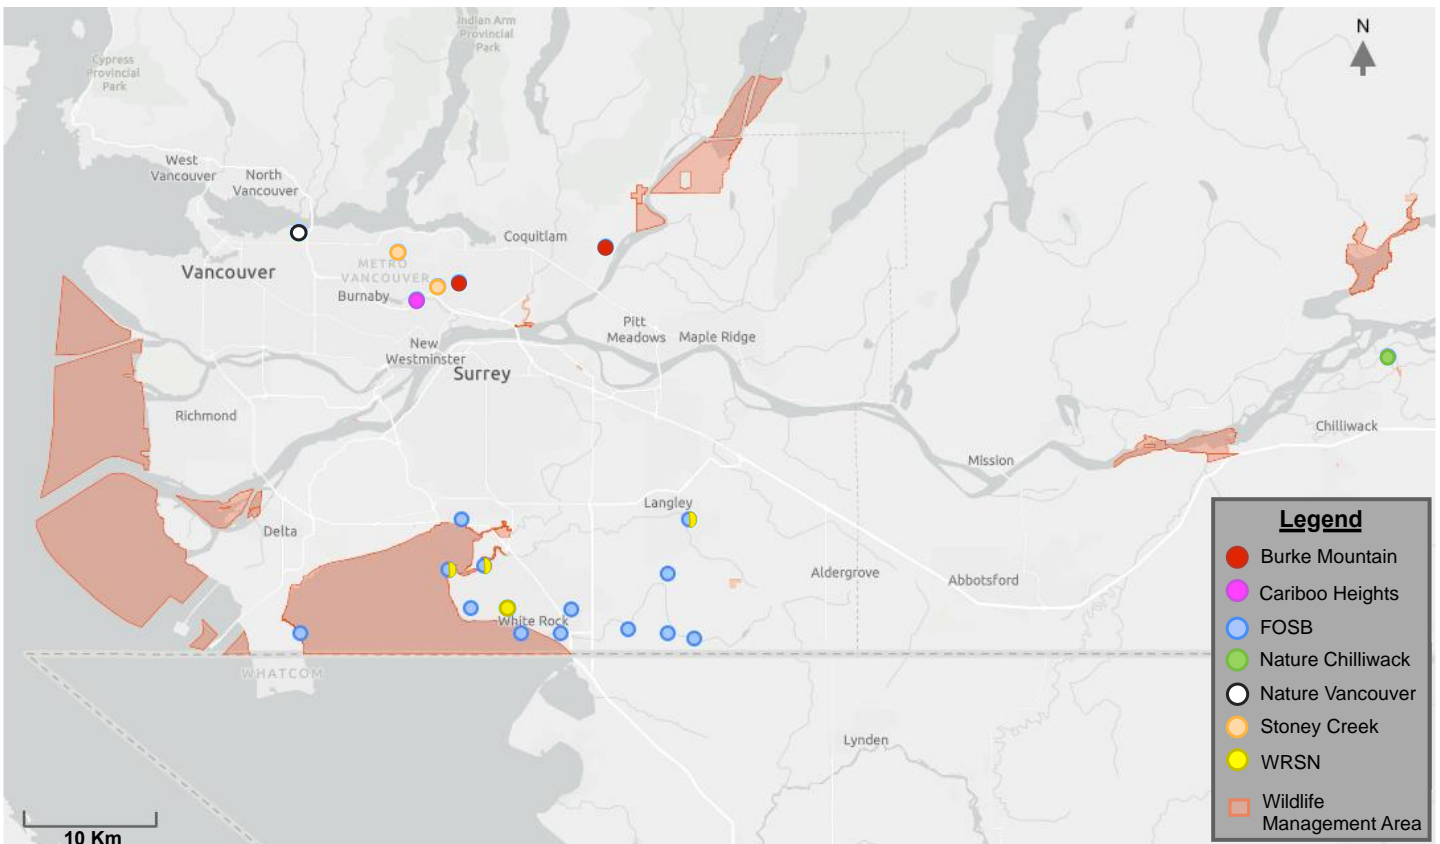 Indian Arm
Provincial
Park
N
Cypress
Provincial
Park
West
Vancouver
North
Vancouver
Coquitlam
Vancouver
METRO
VANCOUVER
Burnaby
Pitt
Meadows
Maple Ridge
New
Westminster
Surrey
Richmond
Chilliwack
Mission
Langley
Delta
Aldergrove
Abbotsford
White Rock
WHATCOM
Lynden
10 Km
Legend
Burke Mountain
Cariboo Heights
FOSB
Nature Chilliwack
Nature Vancouver
Stoney Creek
WRSN
Wildlife
Management Area